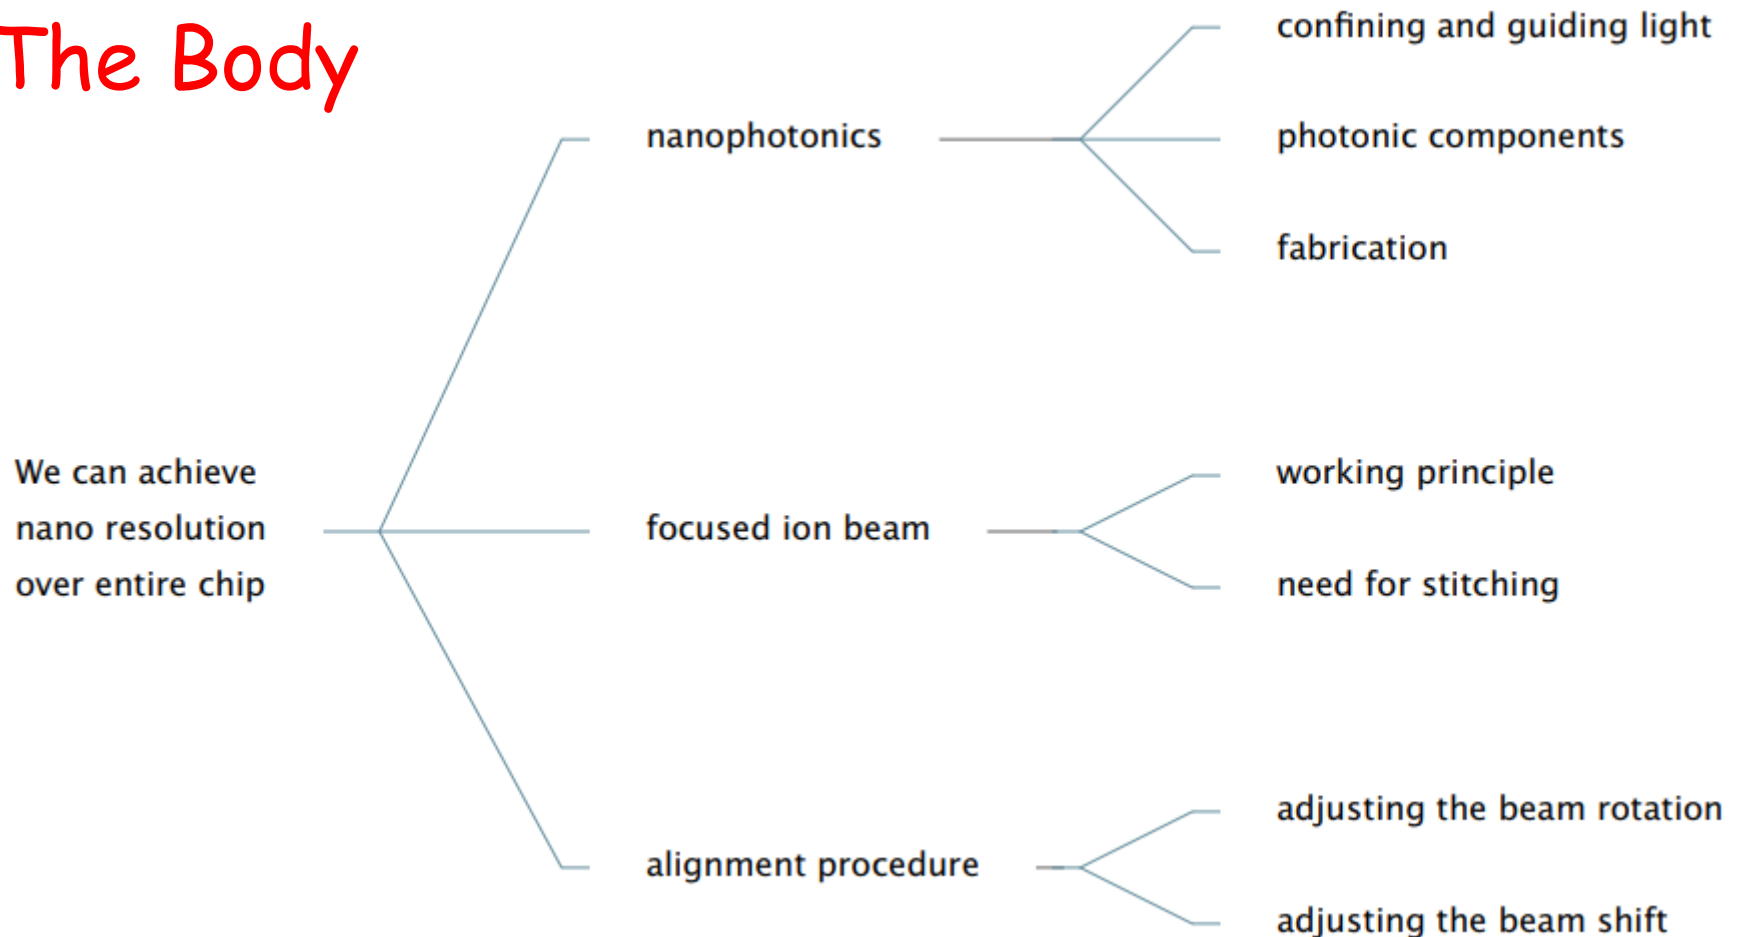 The Body
confining and guiding light
nanophotonics
photonic components
fabrication
We can achieve
nano resolution
over entire chip
focused ion beam
working principle
need for stitching
alignment procedure
adjusting the beam rotation
adjusting the beam shift